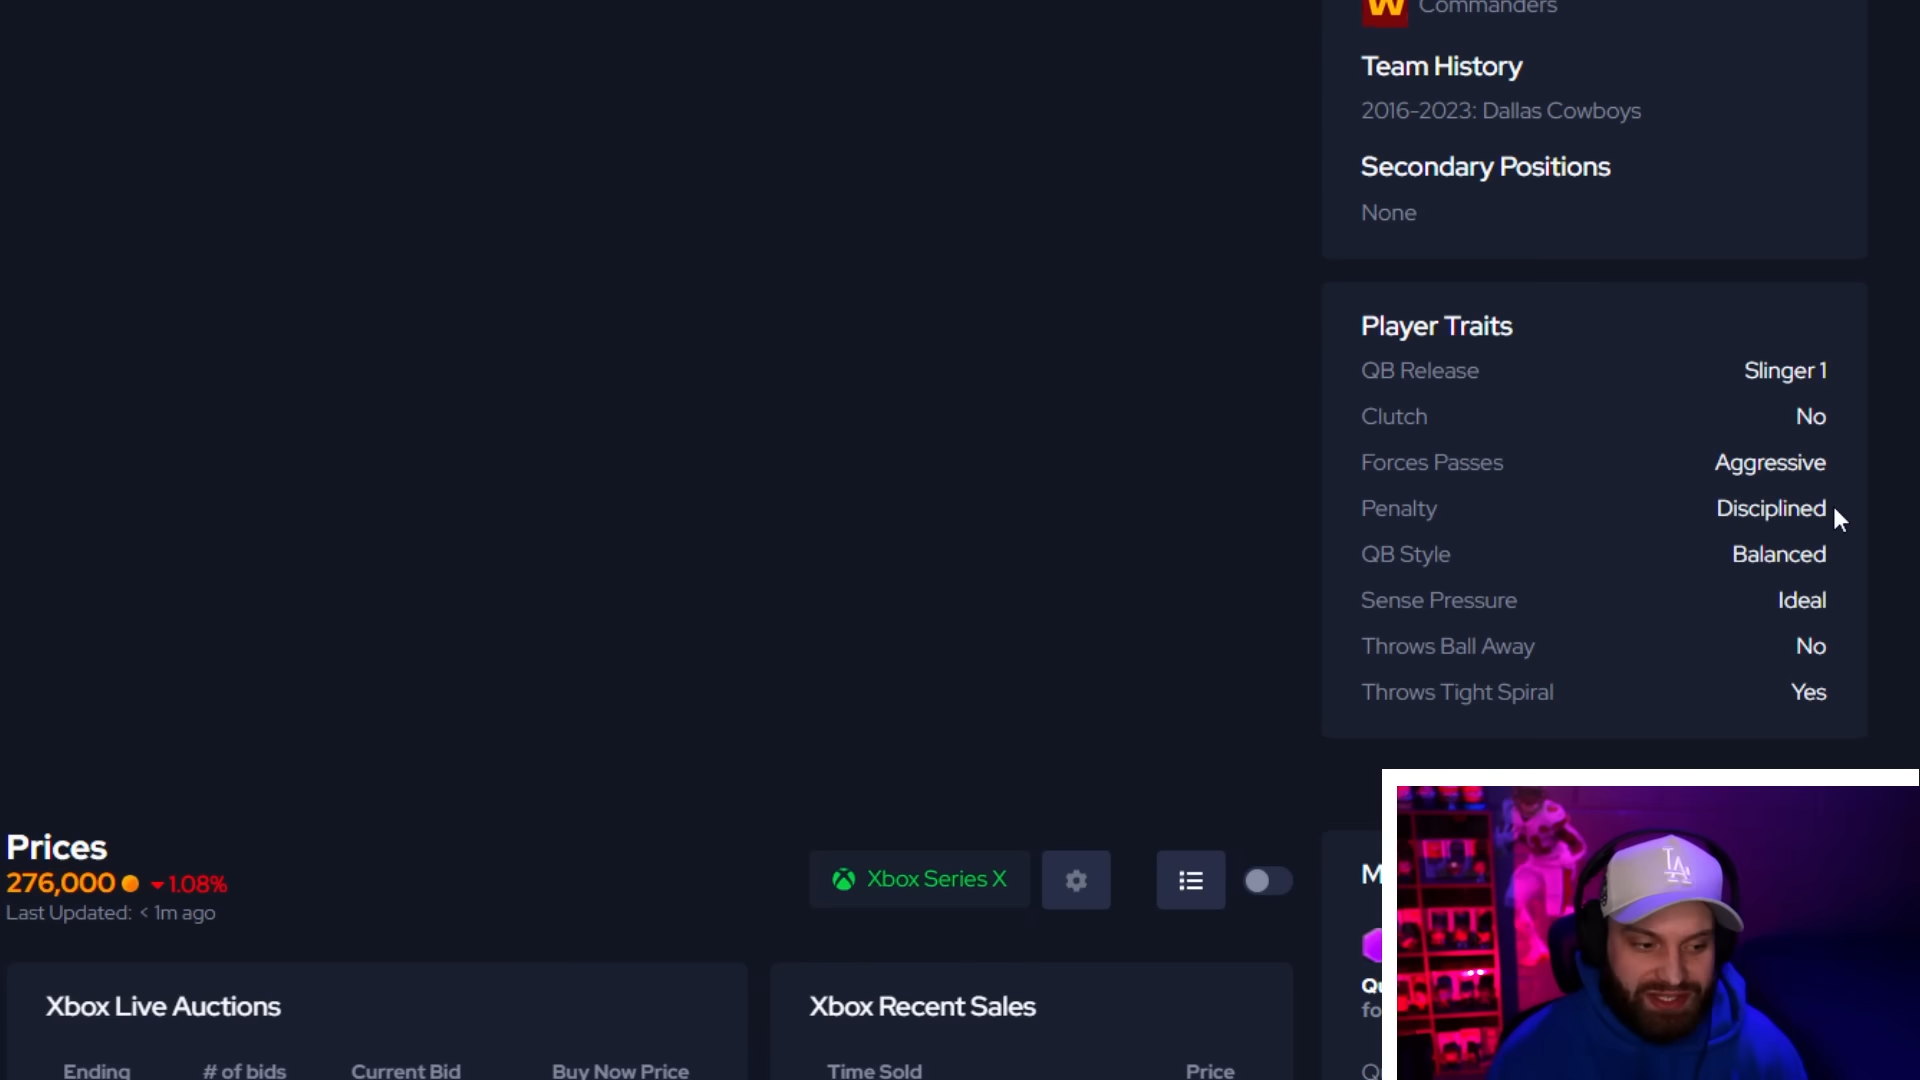 W Commanders
Team History
2016-2023: Dallas Cowboys
Secondary Positions
None
Player Traits
QB Release Slinger 1
Clutch No
Forces Passes Aggressive
Penalty Disciplined
QB Style Balanced
Sense Pressure Ideal
Throws Ball Away No
Throws Tight Spiral Yes
Prices
276,000 1.08%
Last Updated: < 1m ago
Xbox Series X
M
Qu
fo
Xbox Live Auctions
Xbox Recent Sales
Ending # of bids Current Bid Buy Now Price
Time Sold Price
LA